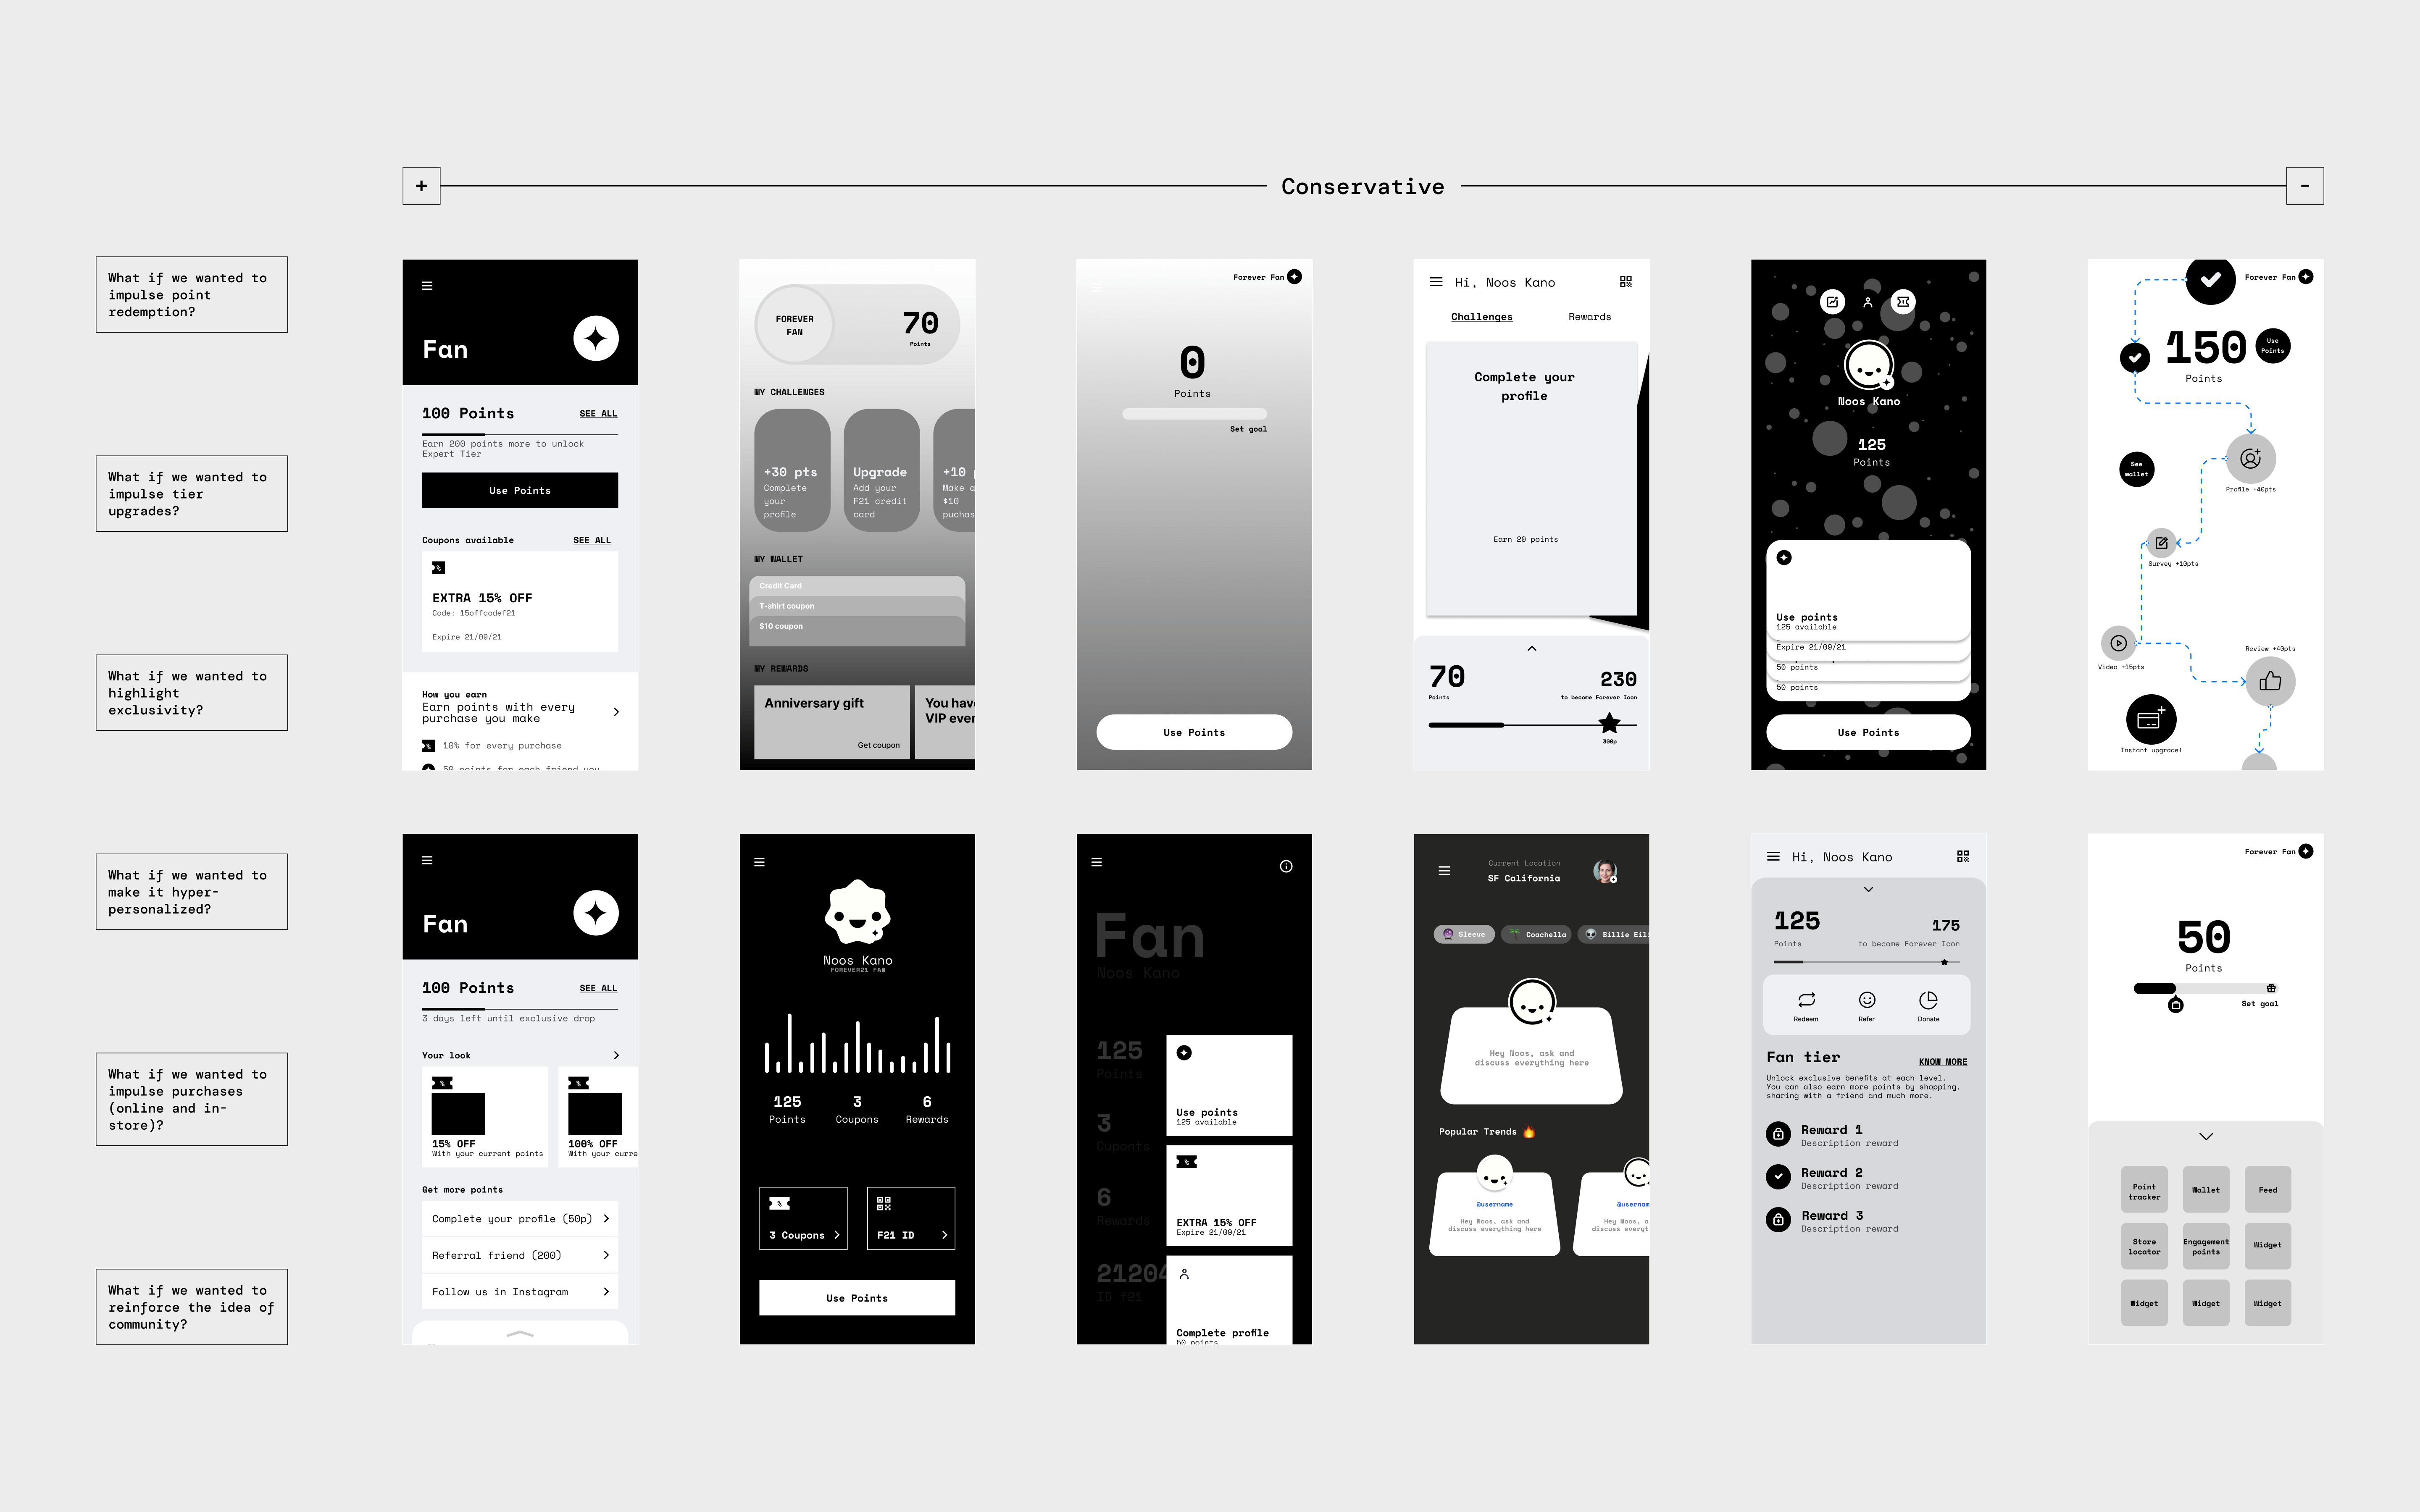 +
Conservative
-
What if we wanted to
impulse point
redemption?
What if we wanted to
impulse tier
upgrades?
What if we wanted to
highlight
exclusivity?
What if we wanted to
make it hyper-
personalized?
What if we wanted to
impulse purchases
(online and in-
store)?
What if we wanted to
reinforce the idea of
community?
Fan
100 Points
SEE ALL
Earn 200 points more to unlock
Expert Tier
Use Points
Coupons available
SEE ALL
%
EXTRA 15% OFF
Code: 15offcodef21
Expire 21/09/21
How you earn
Earn points with every
purchase you make
%
10% for every purchase
50 points for each friend you
FOREVER
FAN
70
Points
MY CHALLENGES
+30 pts
Complete
your
profile
Upgrade
Add your
F21 credit
card
+10
Make a
$10
puchas
MY WALLET
Credit Card
T-shirt coupon
$10 coupon
MY REWARDS
Anniversary gift
Get coupon
You have
VIP even
Forever Fan
0
Points
Set goal
Use Points
Hi, Noos Kano
Challenges
Rewards
Complete your
profile
Earn 20 points
70
Points
230
to become Forever Icon
300p
Noos Kano
125
Points
Use points
125 available
Expire 21/09/21
50 points
50 points
Use Points
Forever Fan
150
Points
Use
Points
See
wallet
Profile +40pts
Survey +10pts
Video +15pts
Review +40pts
Instant upgrade!
Fan
100 Points
SEE ALL
3 days left until exclusive drop
Your look
%
15% OFF
With your current points
%
100% OFF
With your curre
Get more points
Complete your profile (50p)
Referral friend (200)
Follow us in Instagram
Noos Kano
FOREVER21 FAN
125
Points
3
Coupons
6
Rewards
%
3 Coupons
F21 ID
Use Points
Fan
Noos Kano
125
Points
3
Cuponts
6
Rewards
21204
ID f21
Use points
125 available
%
EXTRA 15% OFF
Expire 21/09/21
Complete profile
50 points
Current Location
SF California
Sleeve
Coachella
Billie Eili
Hey Noos, ask and
discuss everything here
Popular Trends
@username
Hey Noos, ask and
discuss everything here
@usernam
Hey Noos, a
discuss everyt
Hi, Noos Kano
125
Points
175
to become Forever Icon
Redeem
Refer
Donate
Fan tier
KNOW MORE
Unlock exclusive benefits at each level.
You can also earn more points by shopping,
sharing with a friend and much more.
Reward 1
Description reward
Reward 2
Description reward
Reward 3
Description reward
Forever Fan
50
Points
Set goal
Point
tracker
Wallet
Feed
Store
locator
Engagement
points
Widget
Widget
Widget
Widget